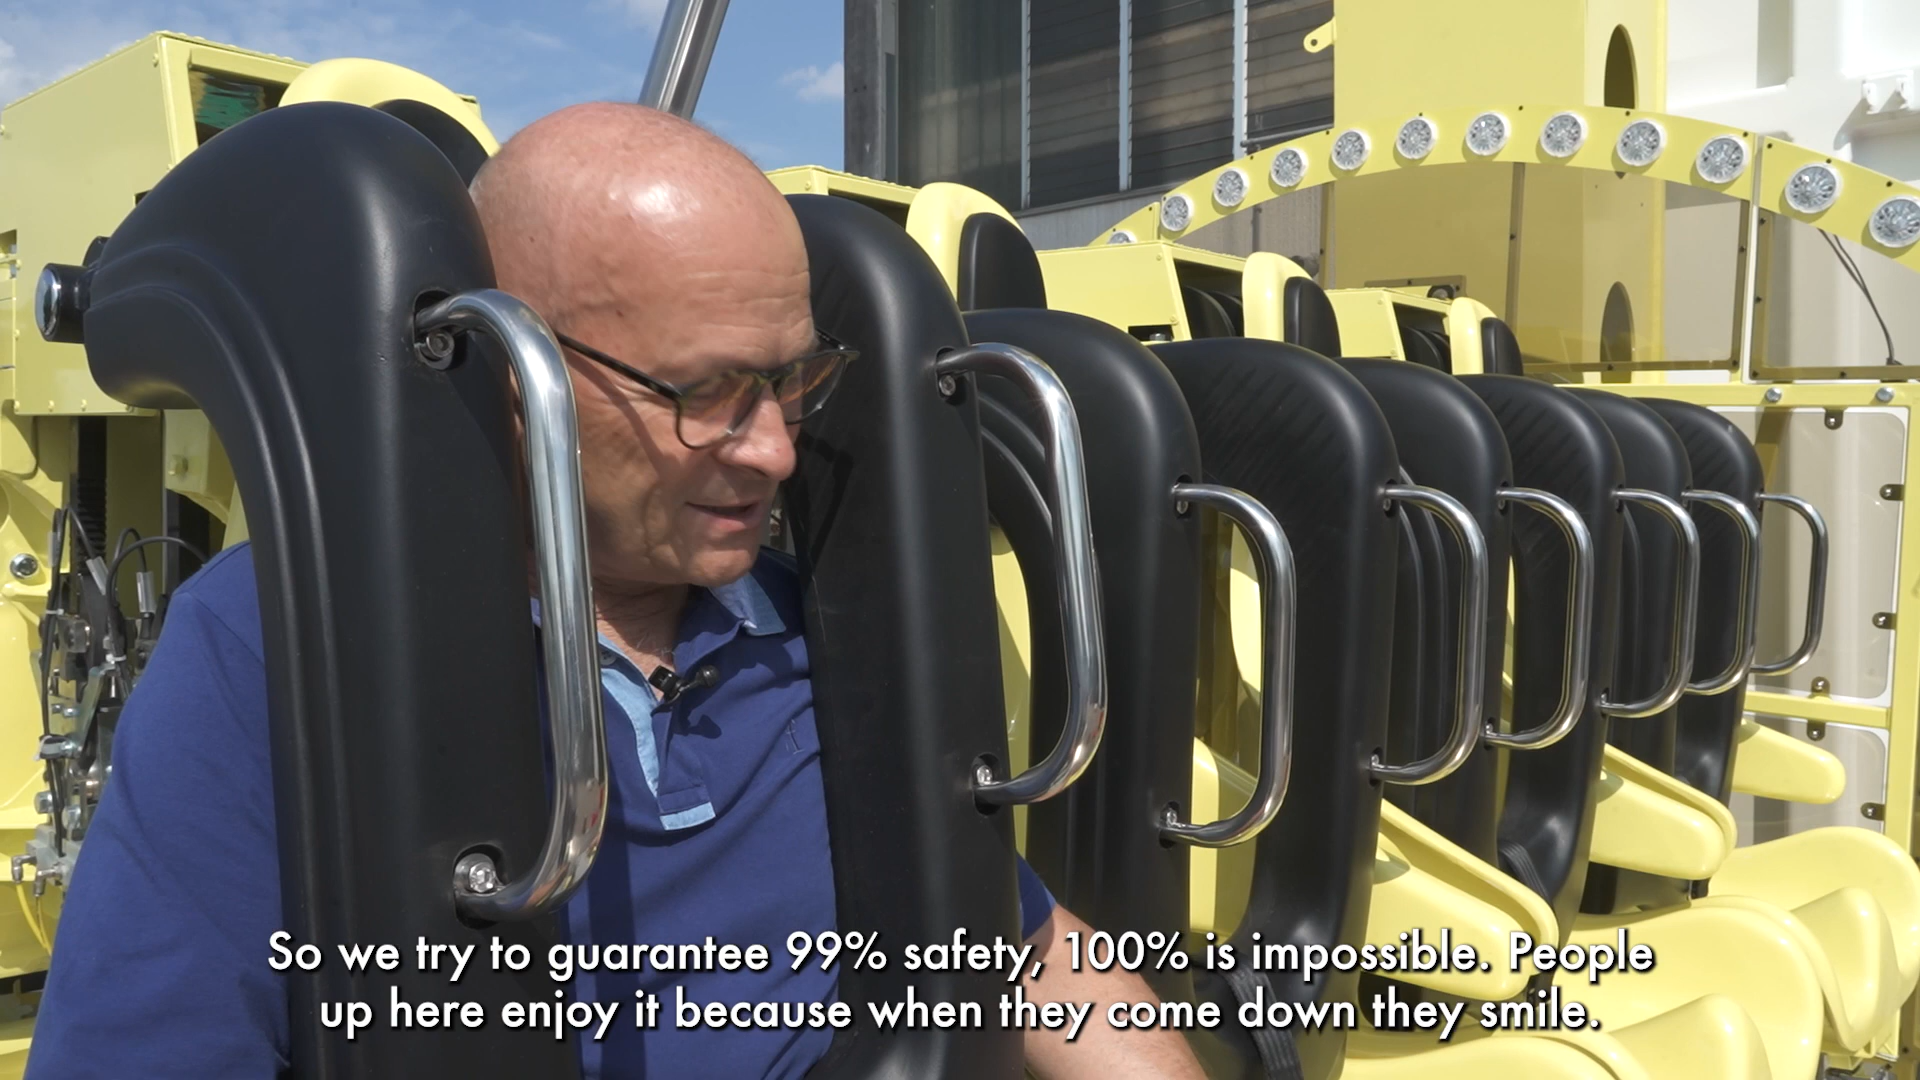 So we try to guarantee 99% safety, 100% is impossible. People
up here enjoy it because when they come down they smile.